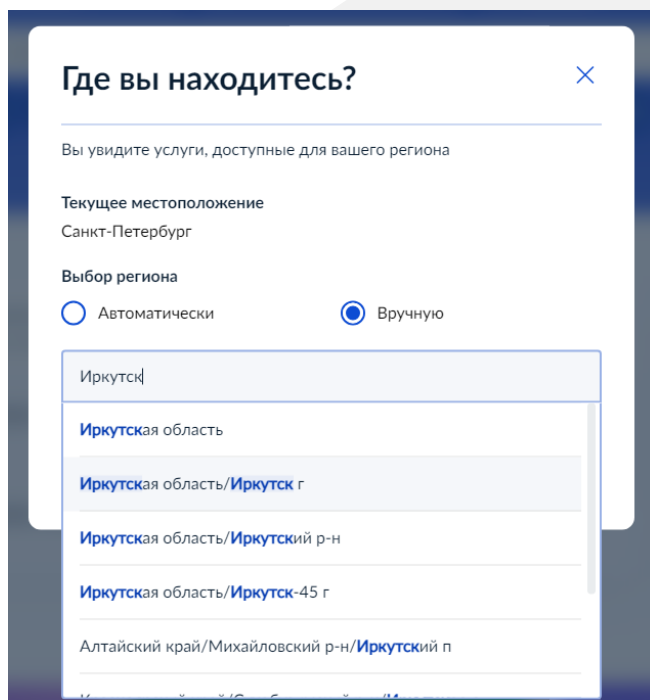 Где вы находитесь?
Вы увидите услуги, доступные для вашего региона
Текущее местоположение
Санкт-Петербург
Выбор региона
Автоматически Вручную
Иркутск
Иркутская область
Иркутская область/Иркутск г
Иркутская область/Иркутский р-н
Иркутская область/Иркутск-45 г
Алтайский край/Михайловский р-н/Иркутский п